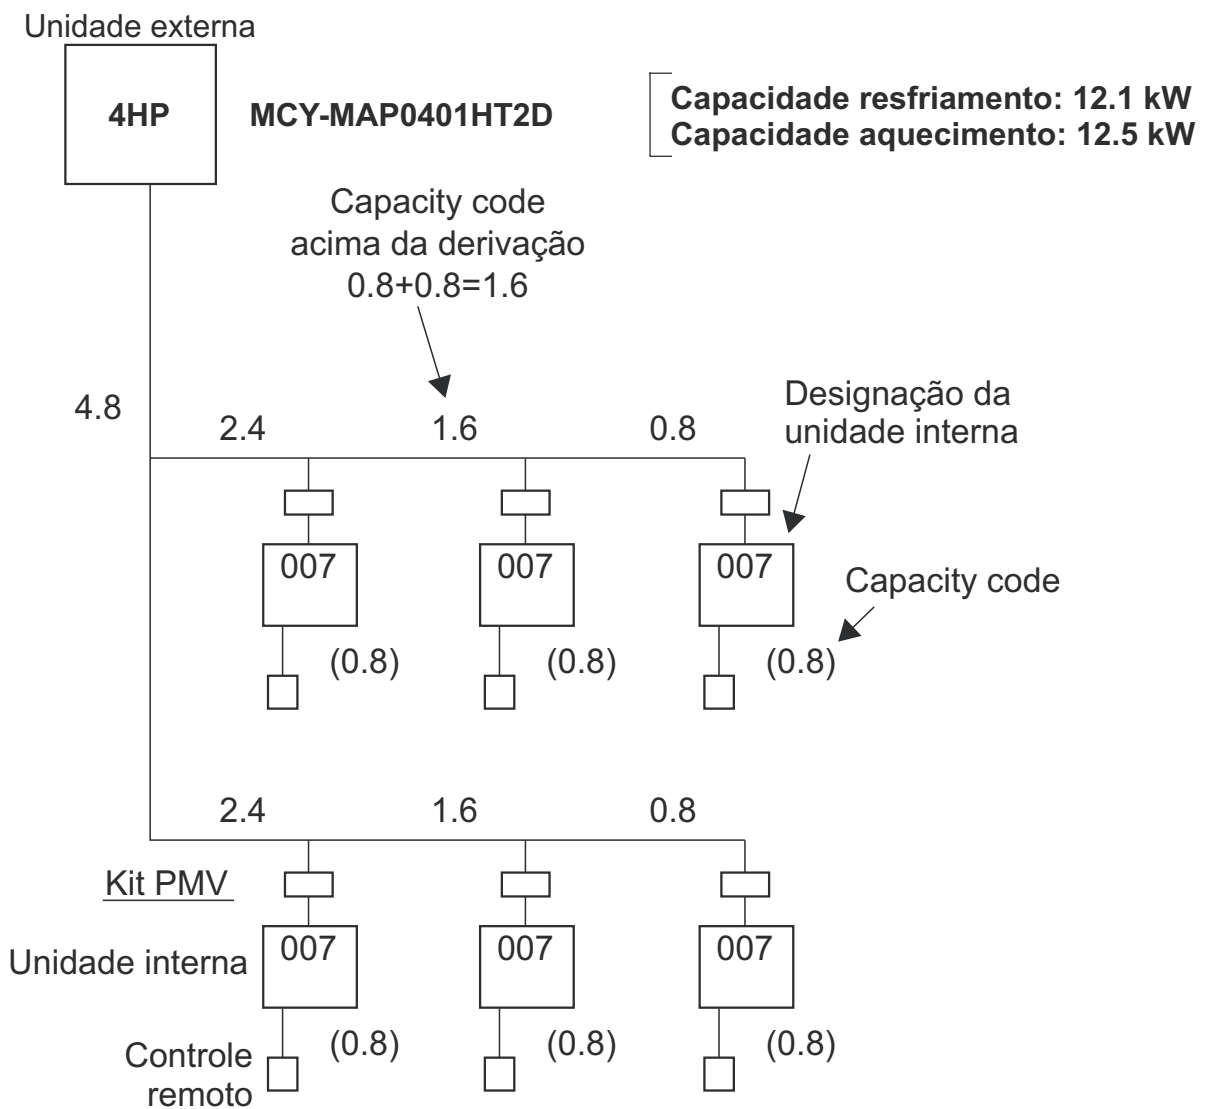 Unidade externa
4HP
MCY-MAP0401HT2D
Capacidade resfriamento: 12.1 kW
Capacidade aquecimento: 12.5 kW
Capacity code
acima da derivação
0.8+0.8=1.6
4.8
2.4
1.6
0.8
Designação da
unidade interna
007
007
007
Capacity code
(0.8)
(0.8)
(0.8)
2.4
1.6
0.8
Kit PMV
Unidade interna
007
007
007
Controle
remoto
(0.8)
(0.8)
(0.8)